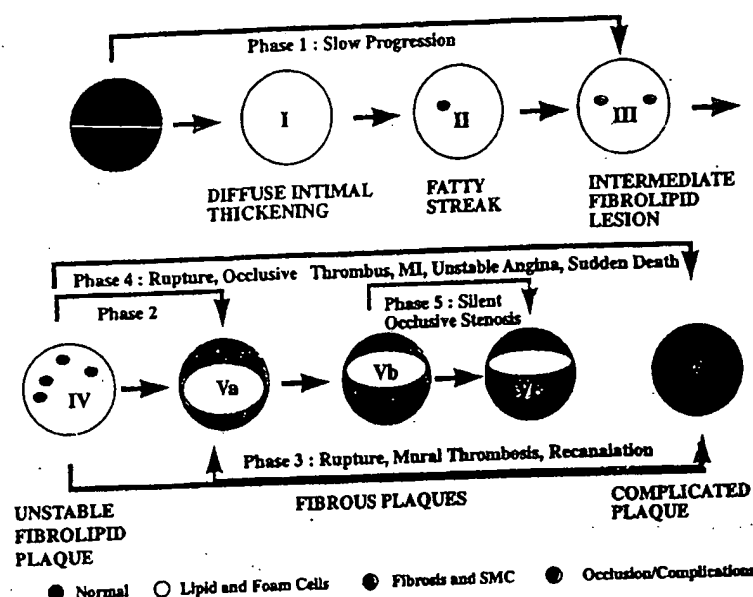 Phase 1 : Slow Progression
I
II
III
DIFFUSE INTIMAL
THICKENING
FATTY
STREAK
INTERMEDIATE
FIBROLIPID
LESION
Phase 4 : Rupture, Occlusive Thrombus, MI, Unstable Angina, Sudden Death
Phase 2
Phase 5 : Silent
Occlusive Stenosis
IV
Va
Vb
Phase 3 : Rupture, Mural Thrombosis, Recanalation
UNSTABLE
FIBROLIPID
PLAQUE
FIBROUS PLAQUES
COMPLICATED
PLAQUE
Normal
Lipid and Foam Cells
Fibrosis and SMC
Occlusion/Complications